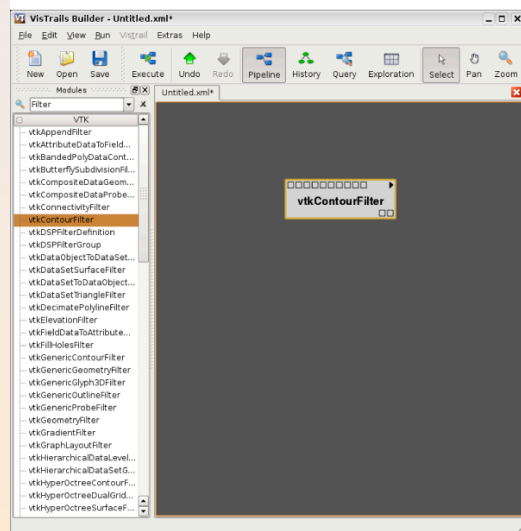 VisTrails Builder - Untitled.xml*
File Edit View Run Vistrail Extras Help
New Open Save Execute Undo Redo Pipeline History Query Exploration Select Pan Zoom
Modules
Untitled.xml*
Filter
VTK
vtkAppendFilter
vtkAttributeDataToField...
vtkBandedPolyDataCont...
vtkButterflySubdivisionFil...
vtkCompositeDataGeom...
vtkCompositeDataProbe...
vtkConnectivityFilter
vtkContourFilter
vtkDSPFilterDefinition
vtkDSPFilterGroup
vtkDataObjectToDataSet...
vtkDataSetSurfaceFilter
vtkDataSetToDataObject...
vtkDataSetTriangleFilter
vtkDecimatePolylineFilter
vtkElevationFilter
vtkFieldDataToAttribute...
vtkFillHolesFilter
vtkGenericContourFilter
vtkGenericGeometryFilter
vtkGenericGlyph3DFilter
vtkGenericOutlineFilter
vtkGenericProbeFilter
vtkGeometryFilter
vtkGradientFilter
vtkGraphLayoutFilter
vtkHierarchicalDataLevel...
vtkHierarchicalDataSetG...
vtkHyperOctreeContourF...
vtkHyperOctreeDualGrid...
vtkHyperOctreeSurfaceF...
vtkContourFilter